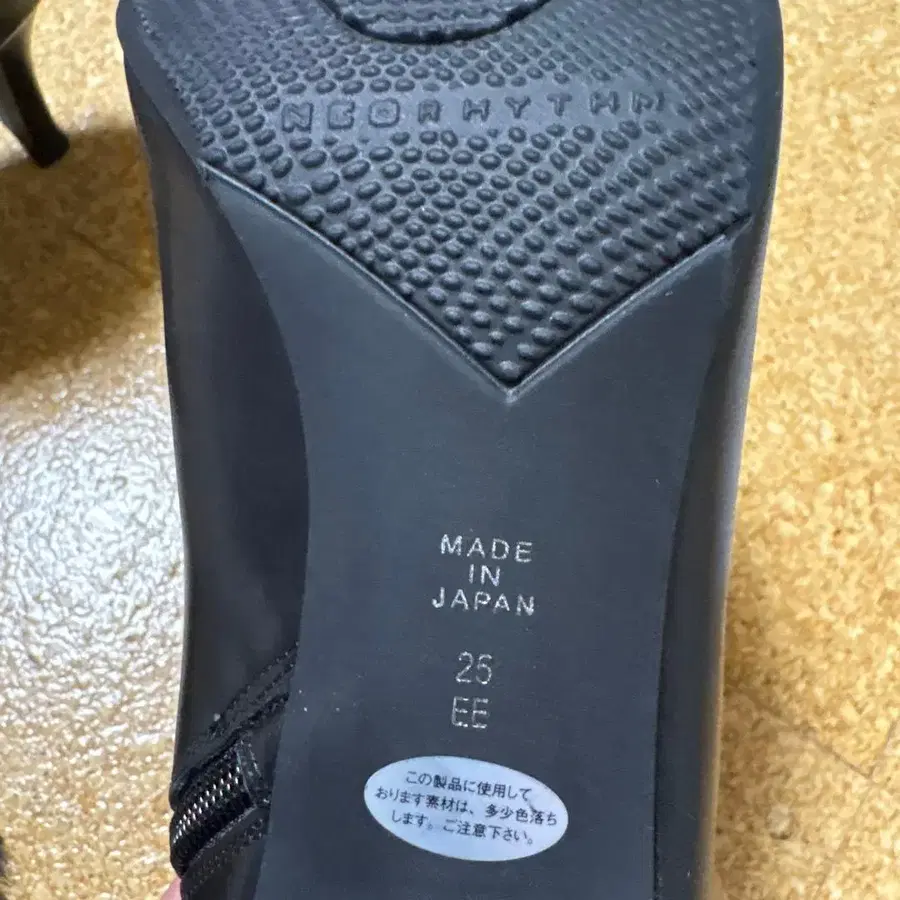 NEORHYTHM
MADE
IN
JAPAN
25
EE
この製品に使用して
おります素材は、多少色落ち
します。ご注意下さい。